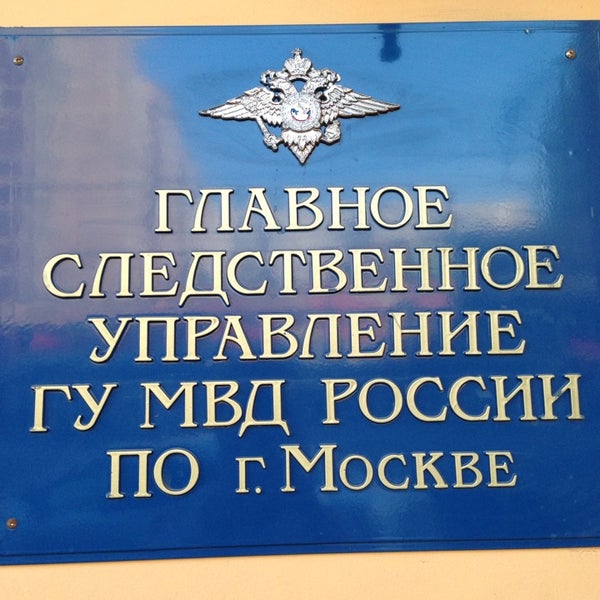 ГЛАВНОЕ
СЛЕДСТВЕННОЕ
УПРАВЛЕНИЕ
ГУ МВД РОССИИ
ПО г. МОСКВЕ